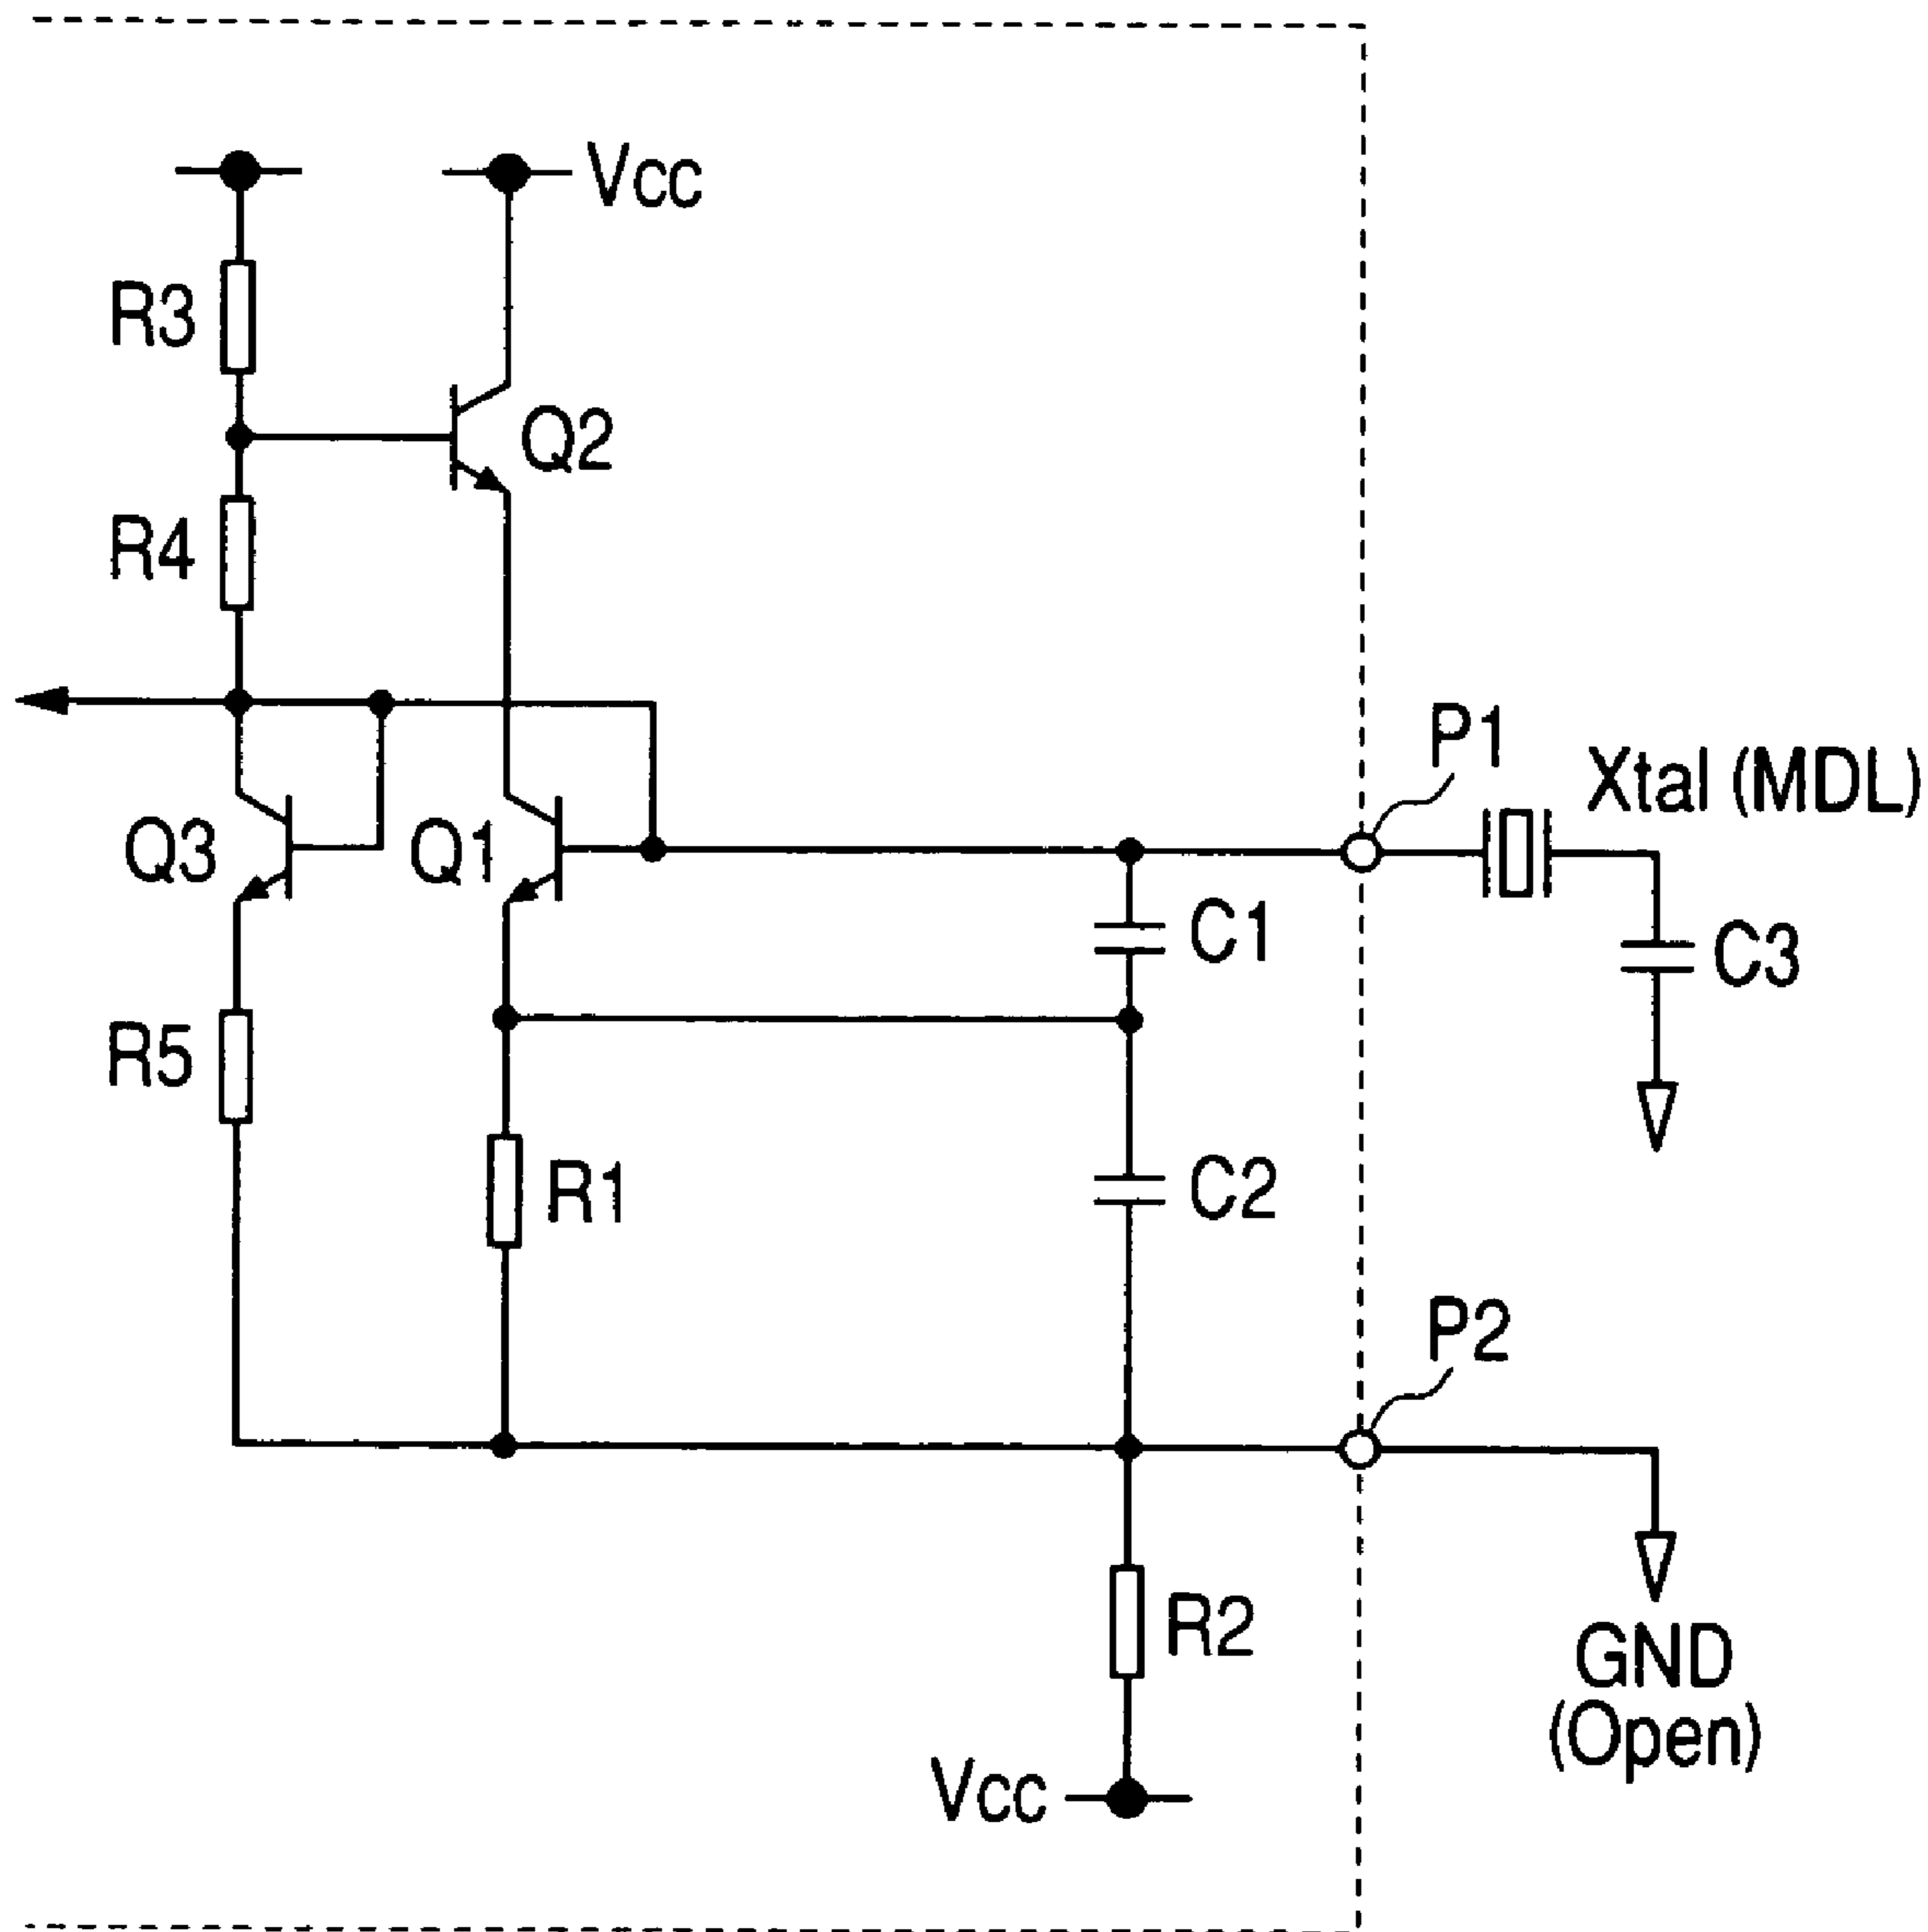 Vcc
R3
Q2
R4
P1
Xtal (MDL)
Q3
Q1
C1
C3
R5
R1
C2
P2
R2
GND
(Open)
Vcc